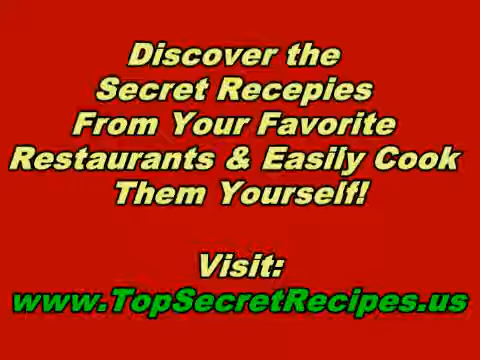 Discover the
Secret Recepies
From Your Favorite
Restaurants & Easily Cook
Them Yourself!
Visit:
www.TopSecretRecipes.us